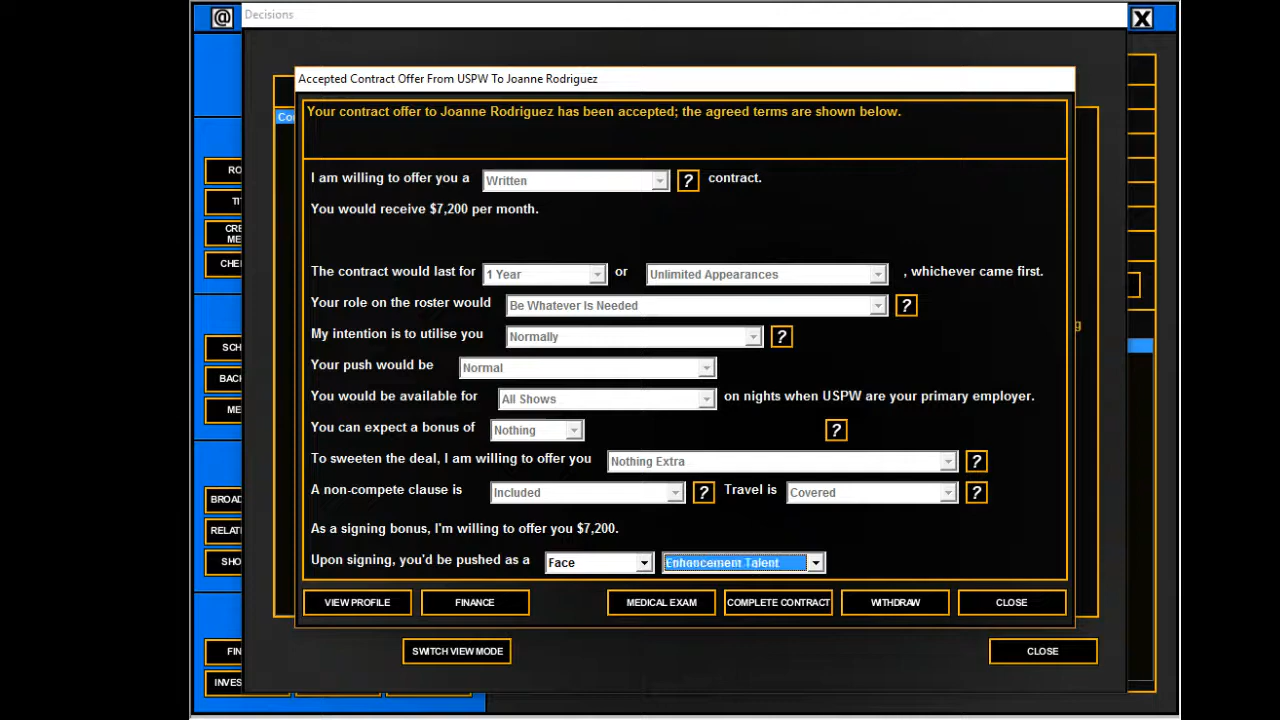 @ Decisions X
Accepted Contract Offer From USPW To Joanne Rodriguez
Your contract offer to Joanne Rodriguez has been accepted; the agreed terms are shown below.
I am willing to offer you a Written ? contract.
You would receive $7,200 per month.
The contract would last for 1 Year or Unlimited Appearances , whichever came first.
Your role on the roster would Be Whatever Is Needed ?
My intention is to utilise you Normally ?
Your push would be Normal
You would be available for All Shows on nights when USPW are your primary employer.
You can expect a bonus of Nothing ?
To sweeten the deal, I am willing to offer you Nothing Extra ?
A non-compete clause is Included ? Travel is Covered ?
As a signing bonus, I'm willing to offer you $7,200.
Upon signing, you'd be pushed as a Face Enhancement Talent
VIEW PROFILE FINANCE MEDICAL EXAM COMPLETE CONTRACT WITHDRAW CLOSE
SWITCH VIEW MODE CLOSE